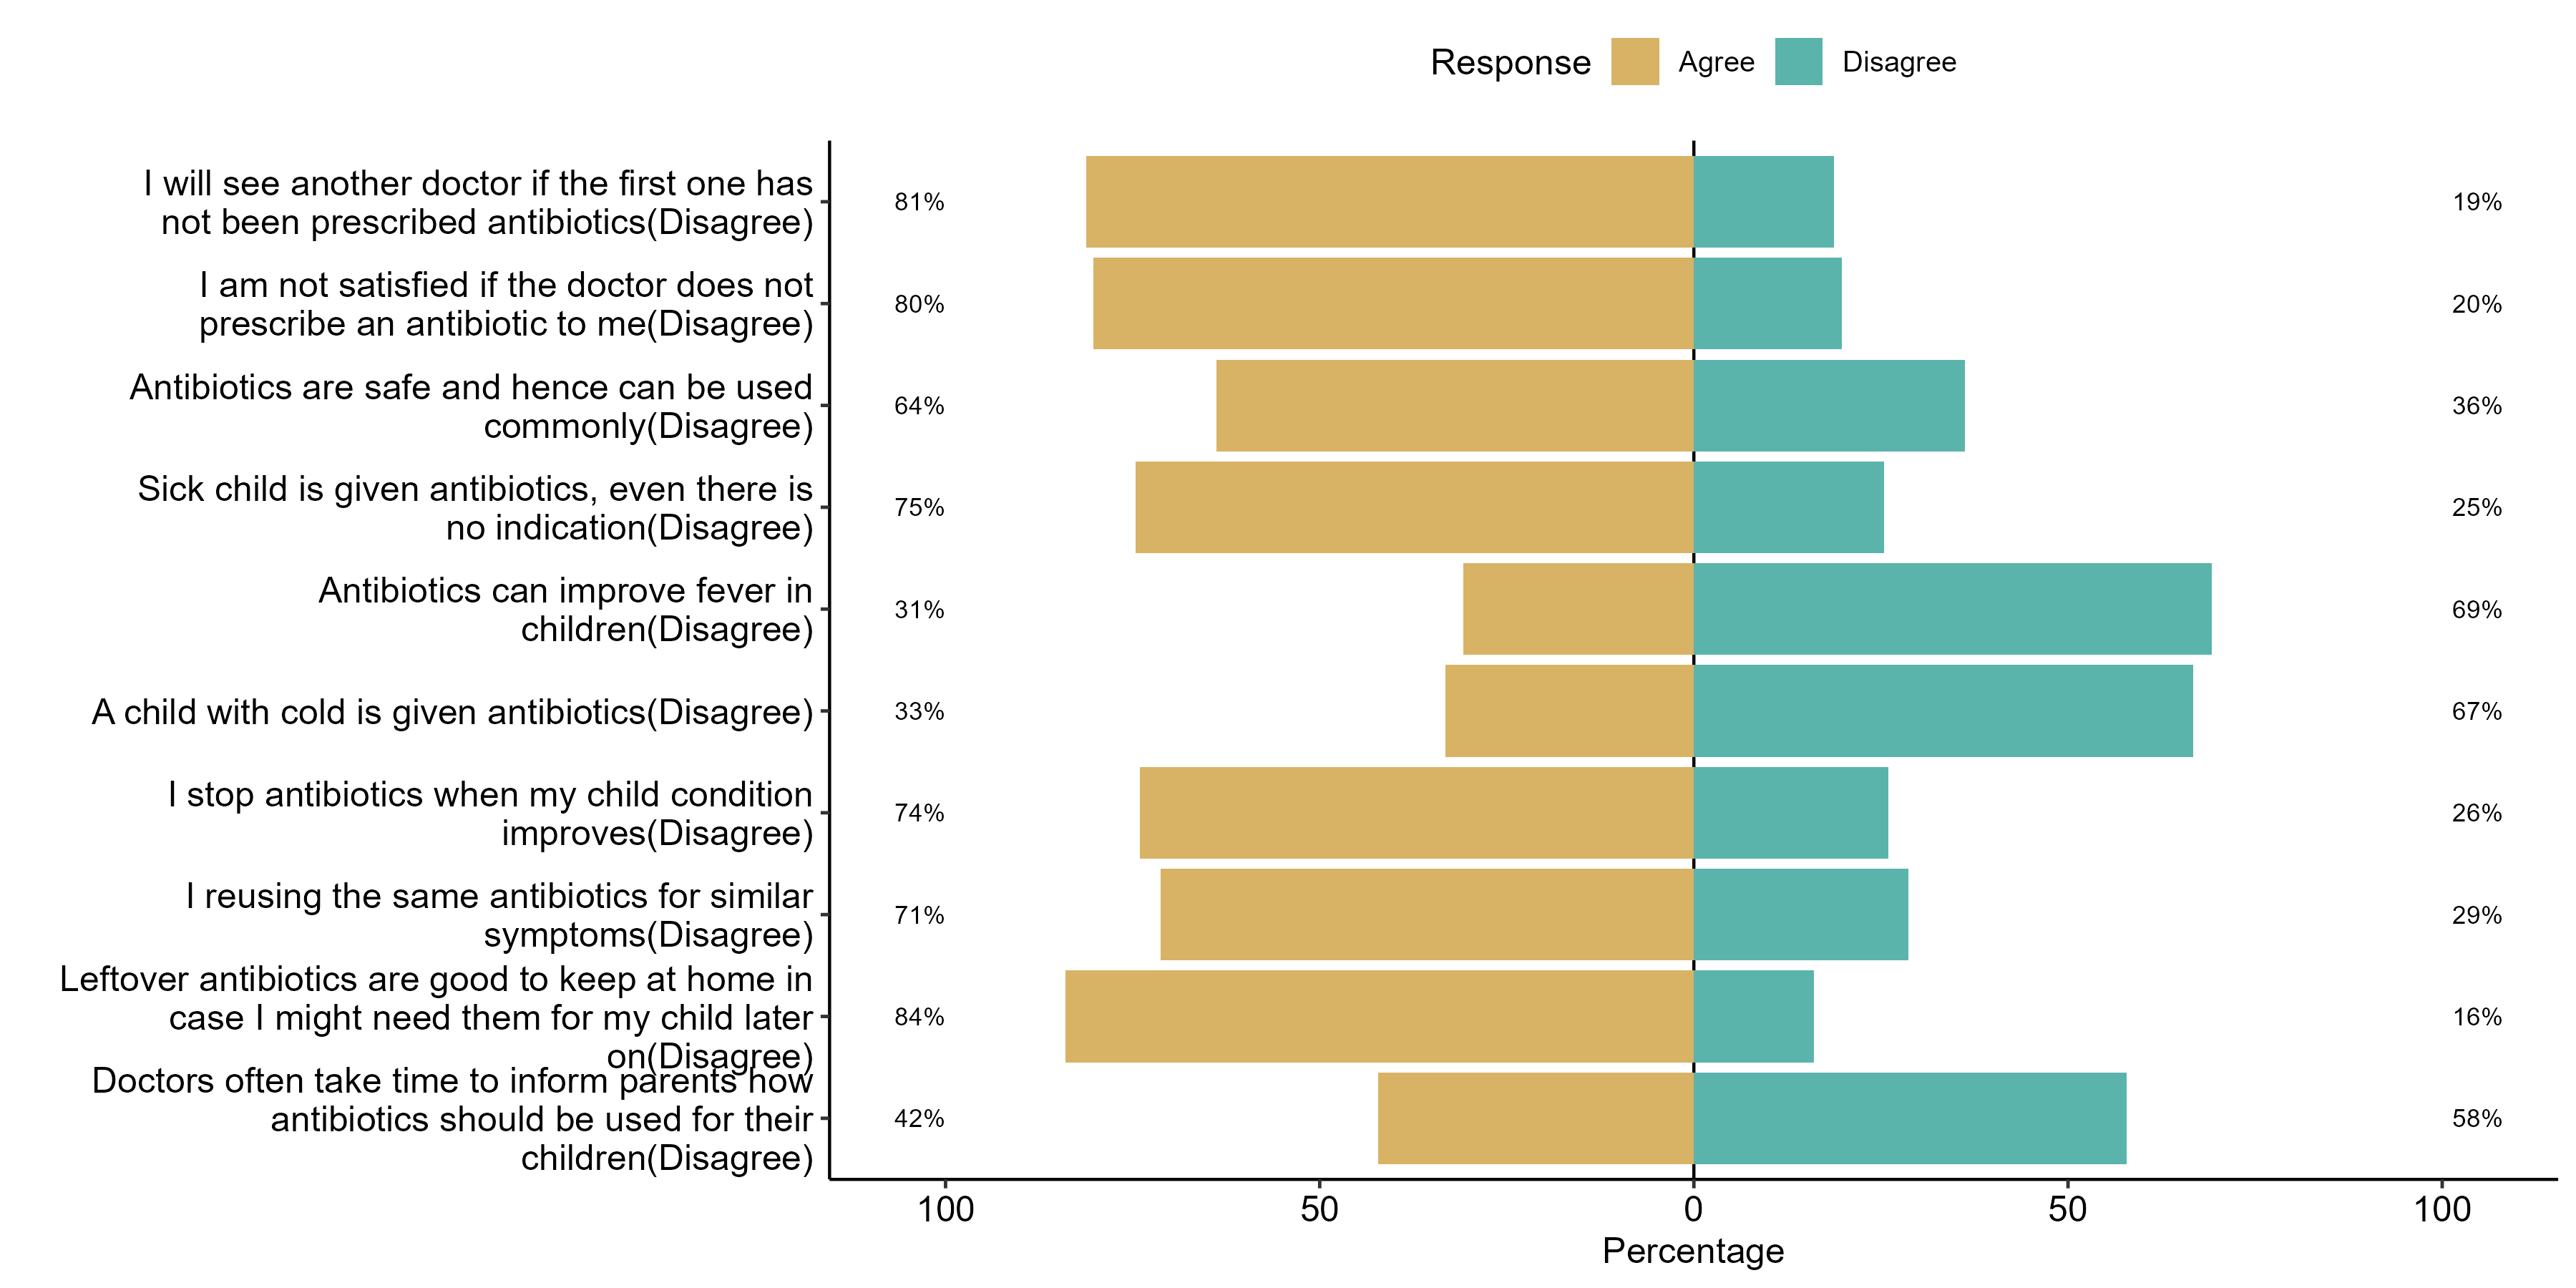 Response Agree Disagree
I will see another doctor if the first one has
not been prescribed antibiotics(Disagree)
81% 19%
I am not satisfied if the doctor does not
prescribe an antibiotic to me(Disagree)
80% 20%
Antibiotics are safe and hence can be used
commonly(Disagree)
64% 36%
Sick child is given antibiotics, even there is
no indication(Disagree)
75% 25%
Antibiotics can improve fever in
children(Disagree)
31% 69%
A child with cold is given antibiotics(Disagree)
33% 67%
I stop antibiotics when my child condition
improves(Disagree)
74% 26%
I reusing the same antibiotics for similar
symptoms(Disagree)
71% 29%
Leftover antibiotics are good to keep at home in
case I might need them for my child later
on(Disagree)
84% 16%
Doctors often take time to inform parents how
antibiotics should be used for their
children(Disagree)
42% 58%
100 50 0 50 100
Percentage